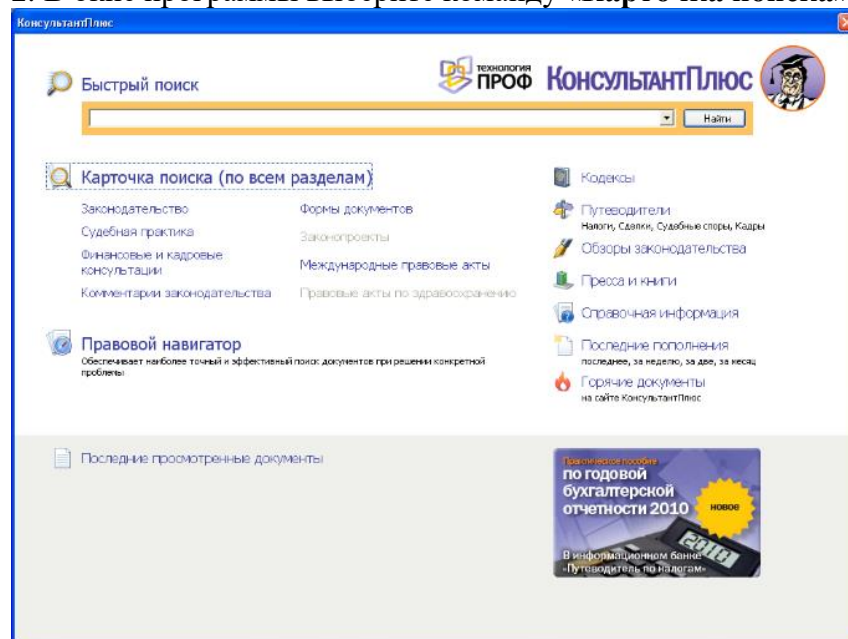 2. В окне программы выберите команду «Карточка поиска»
КонсультантПлюс
Быстрый поиск
технология
ПРОФ
КонсультантПлюс
Найти
Карточка поиска (по всем разделам)
Законодательство
Судебная практика
Финансовые и кадровые
консультации
Комментарии законодательства
Формы документов
Законопроекты
Международные правовые акты
Правовые акты по здравоохранению
Правовой навигатор
Обеспечивает наиболее точный и эффективный поиск документов при решении конкретной
проблемы
Кодексы
Путеводители
Налоги, Сделки, Судебные споры, Кадры
Обзоры законодательства
Пресса и книги
Справочная информация
Последние пополнения
последнее, за неделю, за две, за месяц
Горячие документы
на сайте КонсультантПлюс
Последние просмотренные документы
Практическое пособие
по годовой
бухгалтерской
отчетности 2010
НОВОЕ
2010
В информационном банке
«Путеводитель по налогам»